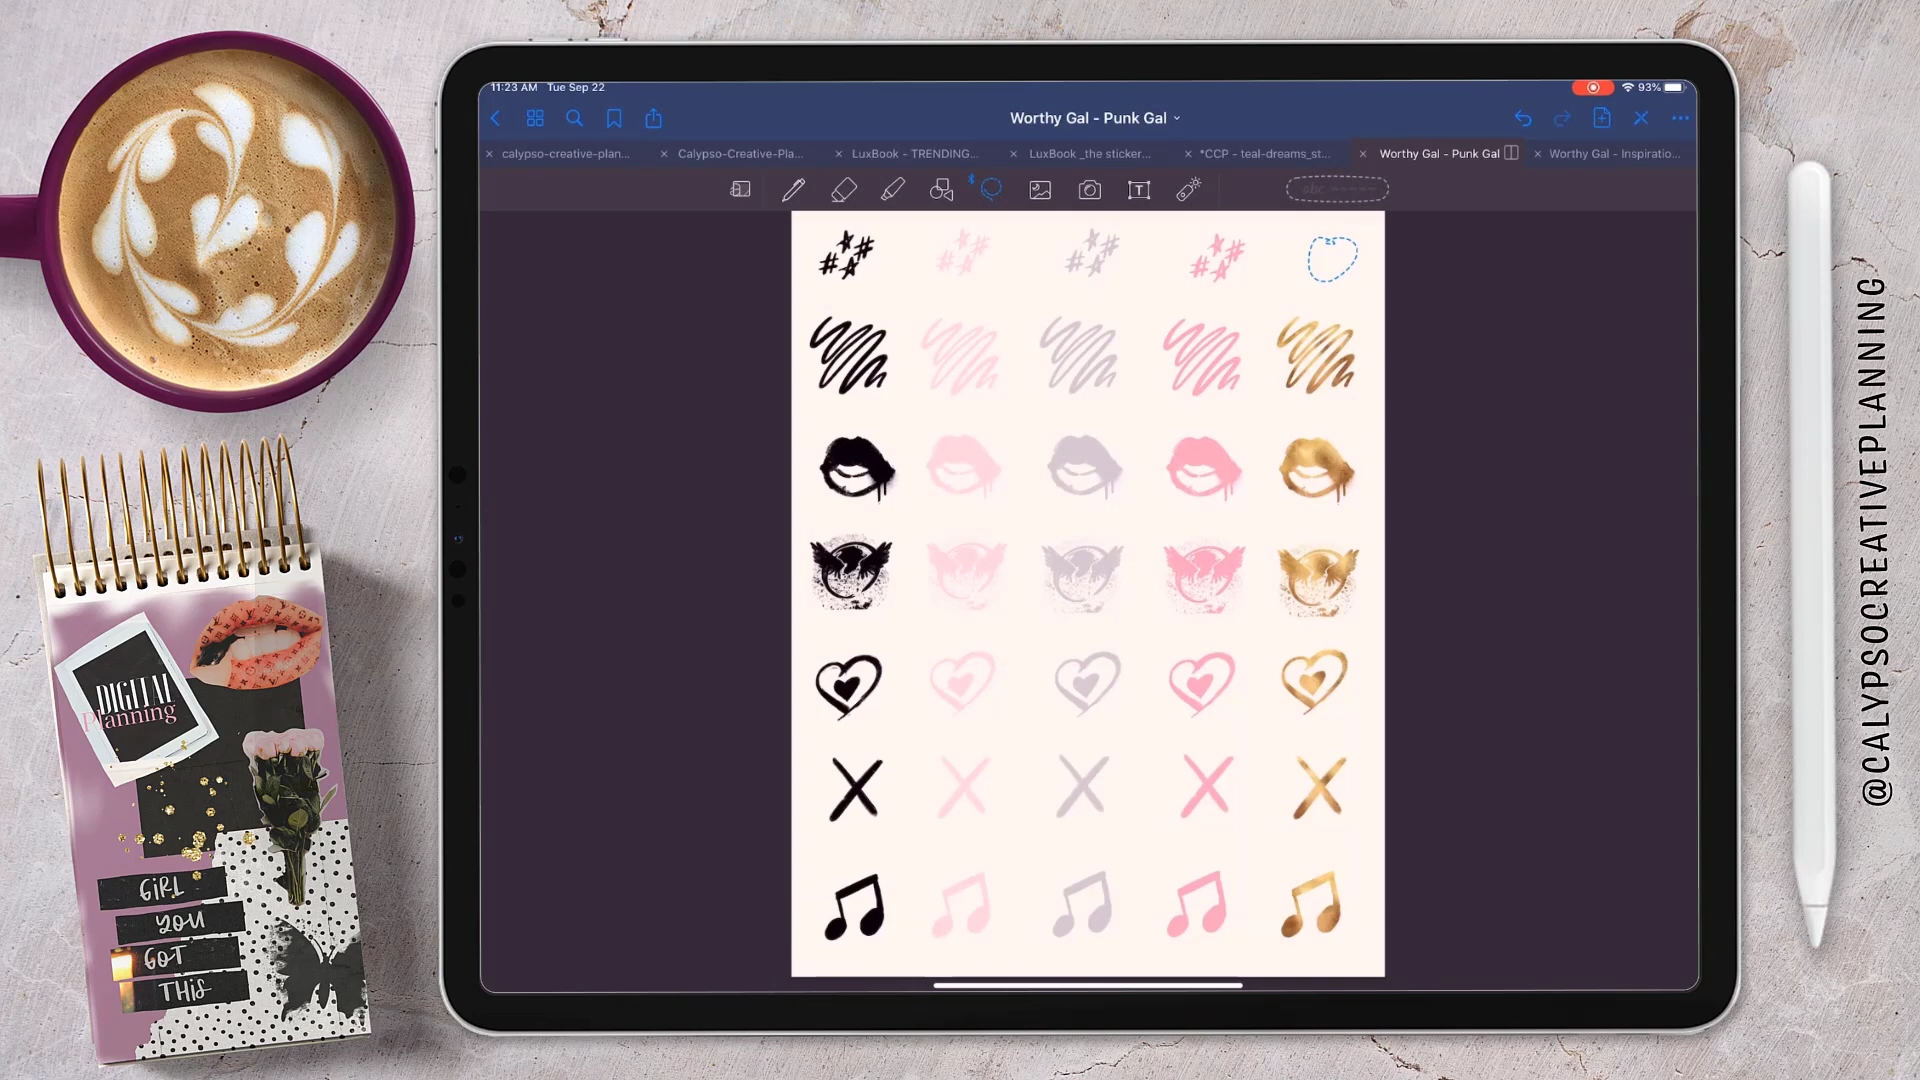 11:23 AM Tue Sep 22
93%
Worthy Gal - Punk Gal
calypso-creative-plan...
Calypso-Creative-Pla...
LuxBook - TRENDING...
LuxBook _the sticker...
*CCP - teal-dreams_st...
Worthy Gal - Punk Gal
Worthy Gal - Inspiratio...
abc
T
DIGITAL
Planning
GIRL
YOU
GOT
THIS
@CALYPSOCREATIVEPLANNING